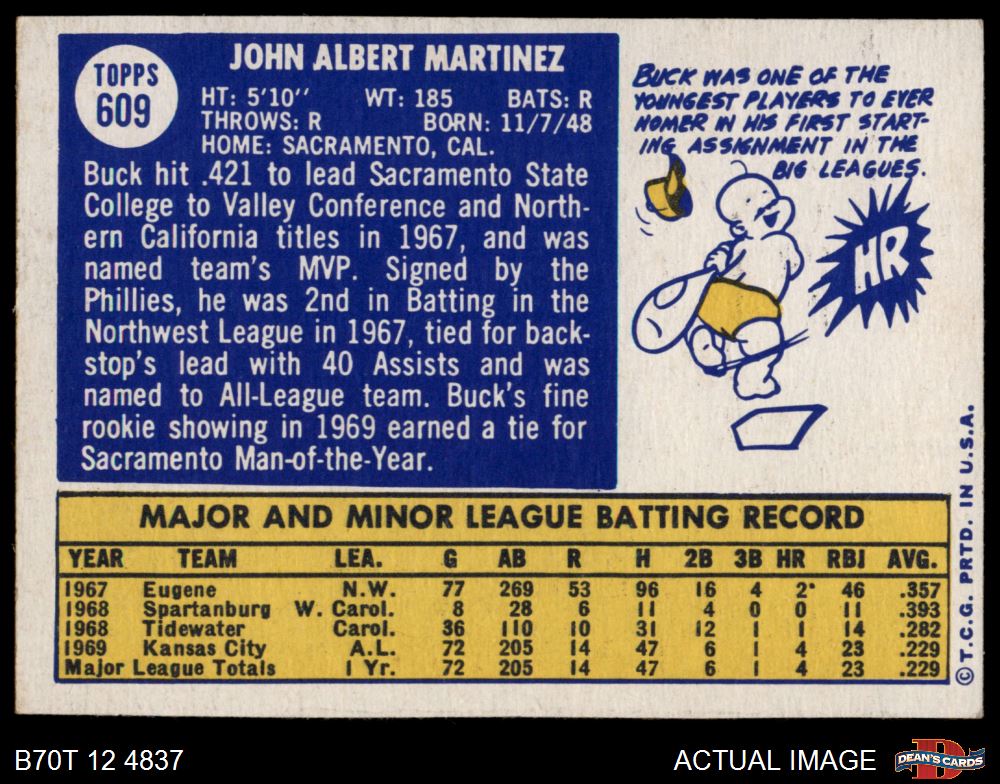 TOPPS
609
JOHN ALBERT MARTINEZ
HT: 5'10'' WT: 185 BATS: R
THROWS: R BORN: 11/7/48
HOME: SACRAMENTO, CAL.
Buck hit .421 to lead Sacramento State
College to Valley Conference and North-
ern California titles in 1967, and was
named team's MVP. Signed by the
Phillies, he was 2nd in Batting in the
Northwest League in 1967, tied for back-
stop's lead with 40 Assists and was
named to All-League team. Buck's fine
rookie showing in 1969 earned a tie for
Sacramento Man-of-the-Year.
BUCK WAS ONE OF THE
YOUNGEST PLAYERS TO EVER
HOMER IN HIS FIRST START-
ING ASSIGNMENT IN THE
BIG LEAGUES.
HR
MAJOR AND MINOR LEAGUE BATTING RECORD
YEAR TEAM LEA. G AB R H 2B 3B HR RBI AVG.
1967 Eugene N.W. 77 269 53 96 16 4 2• 46 .357
1968 Spartanburg W. Carol. 8 28 6 11 4 0 0 11 .393
1968 Tidewater Carol. 36 110 10 31 12 1 1 14 .282
1969 Kansas City A.L. 72 205 14 47 6 1 4 23 .229
Major League Totals 1 Yr. 72 205 14 47 6 1 4 23 .229
© T.C.G. PRTD. IN U.S.A.
B70T 12 4837
ACTUAL IMAGE
D
DEAN'S CARDS